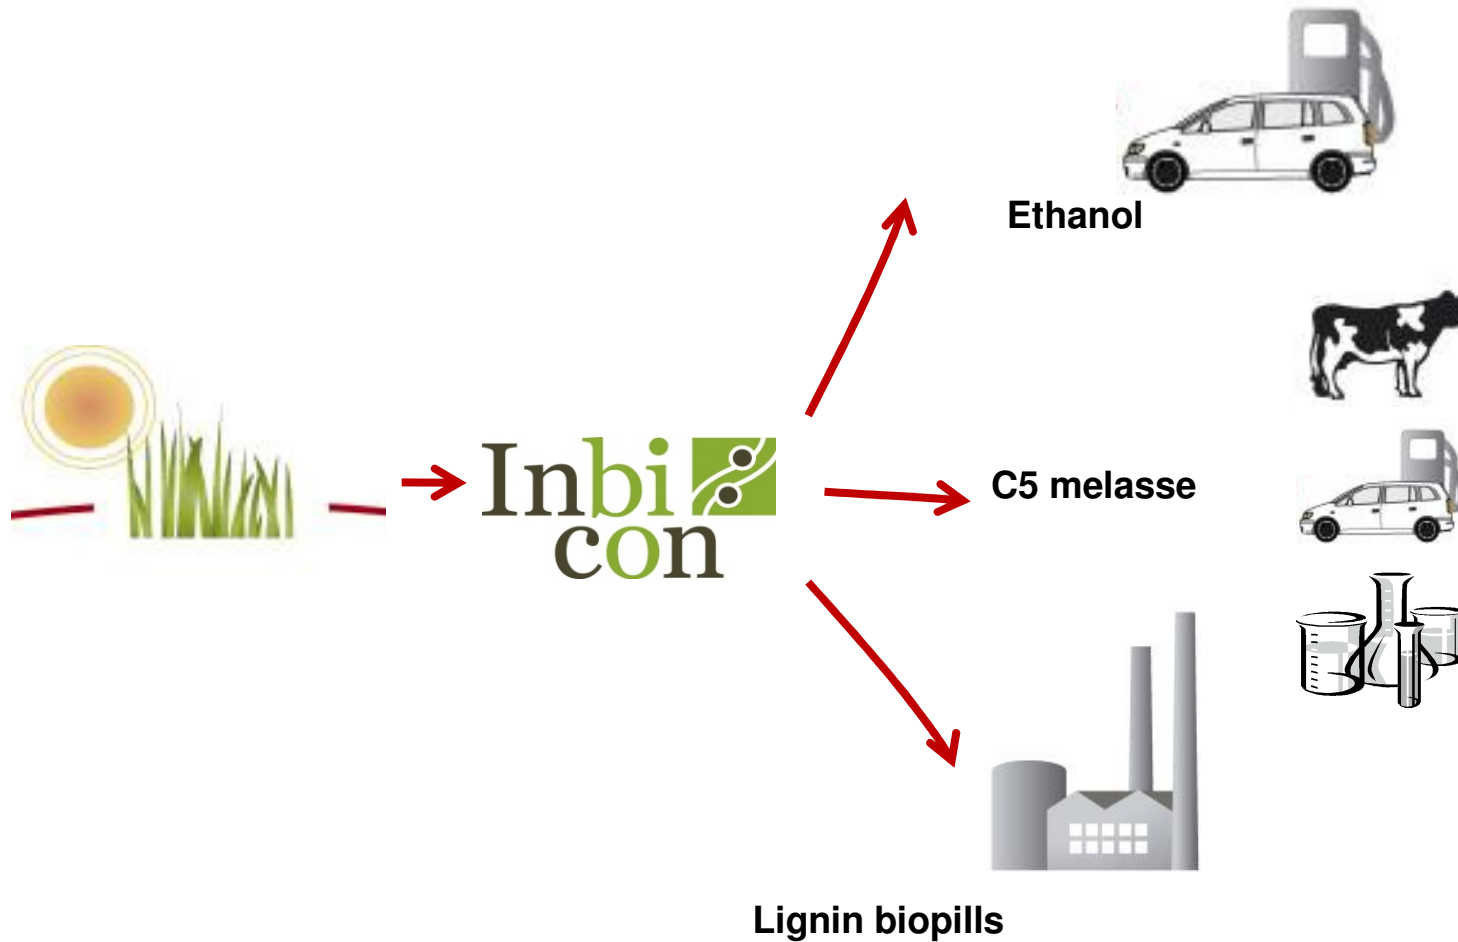 Ethanol
Inbi
con
C5 melasse
Lignin biopills